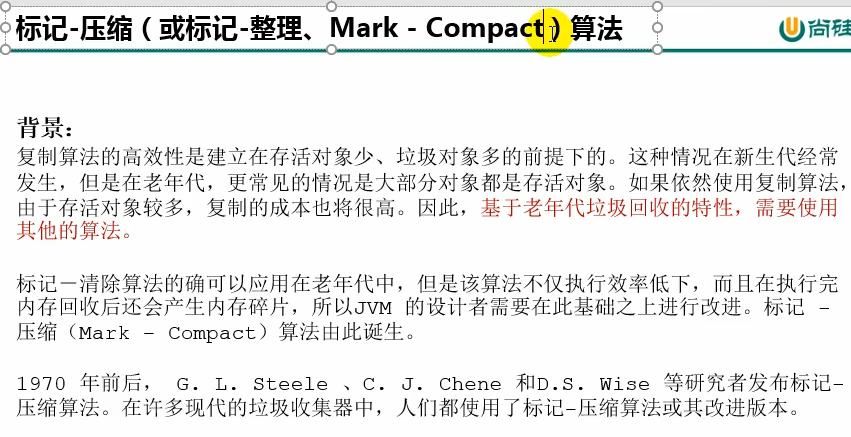 标记-压缩（或标记-整理、Mark - Compact）算法
尚硅
背景：
复制算法的高效性是建立在存活对象少、垃圾对象多的前提下的。这种情况在新生代经常
发生，但是在老年代，更常见的情况是大部分对象都是存活对象。如果依然使用复制算法，
由于存活对象较多，复制的成本也将很高。因此，基于老年代垃圾回收的特性，需要使用
其他的算法。
标记－清除算法的确可以应用在老年代中，但是该算法不仅执行效率低下，而且在执行完
内存回收后还会产生内存碎片，所以JVM 的设计者需要在此基础之上进行改进。标记 -
压缩（Mark - Compact）算法由此诞生。
1970 年前后， G. L. Steele 、C. J. Chene 和D.S. Wise 等研究者发布标记-
压缩算法。在许多现代的垃圾收集器中，人们都使用了标记-压缩算法或其改进版本。